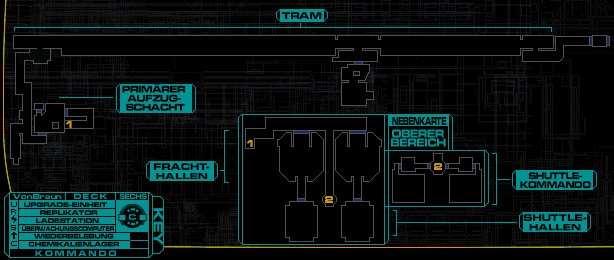 TRAM
PRIMÄRER
AUFZUG-
SCHACHT
1
NEBENKARTE
OBERER
BEREICH
1
2
2
FRACHT-
HALLEN
SHUTTLE-
KOMMANDO
SHUTTLE-
HALLEN
VonBraun DECK SECHS
UPGRADE-EINHEIT
REPLIKATOR
LADESTATION
ÜBERWACHUNGSCOMPUTER
WIEDERBELEBUNG
CHEMIKALIENLAGER
KEY
KOMMANDO